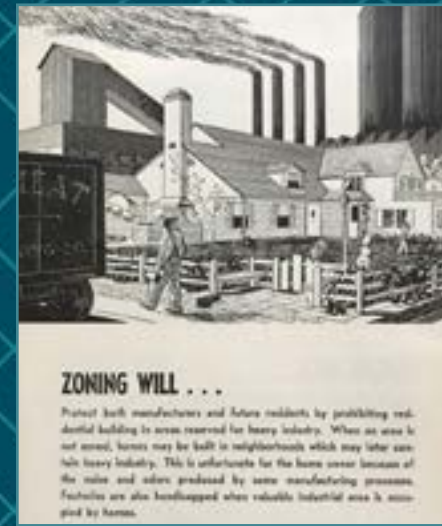 ZONING WILL . . .
Protect both manufacturers and future residents by prohibiting resi-
dential building in areas reserved for heavy industry. When an area is
not zoned, homes may be built in neighborhoods which may later con-
tain heavy industry. This is unfortunate for the home owner because of
the noise and odors produced by some manufacturing processes.
Factories are also handicapped when valuable industrial area is occu-
pied by homes.